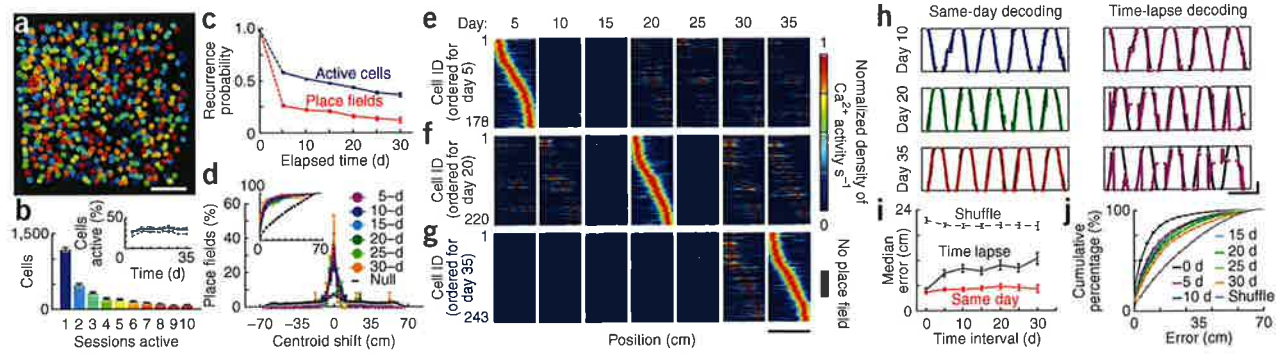 a
b
1,500
Cells
0
1 2 3 4 5 6 7 8 9 10
Sessions active
Cells
active (%)
50
0
35
Time (d)
c
Recurrence
probability
1.0
0.5
0
Active cells
Place fields
0 5 10 15 20 25 30
Elapsed time (d)
d
Place fields (%)
100
0
70
60
40
20
0
−70 −35 0 35 70
Centroid shift (cm)
5-d
10-d
15-d
20-d
25-d
30-d
Null
e
Day: 5 10 15 20 25 30 35
Cell ID
(ordered for
day 5)
1
178
f
Cell ID
(ordered for
day 20)
1
220
g
Cell ID
(ordered for
day 35)
1
243
Position (cm)
1
0
Normalized density of
Ca2+ activity s−1
No place field
h
Same-day decoding
Time-lapse decoding
Day 10
Day 20
Day 35
i
Median
error (cm)
24
0
Shuffle
Time lapse
Same day
0 10 20 30
Time interval (d)
j
Cumulative
percentage (%)
100
0 d
5 d
10 d
15 d
20 d
25 d
30 d
Shuffle
0 35 70
Error (cm)